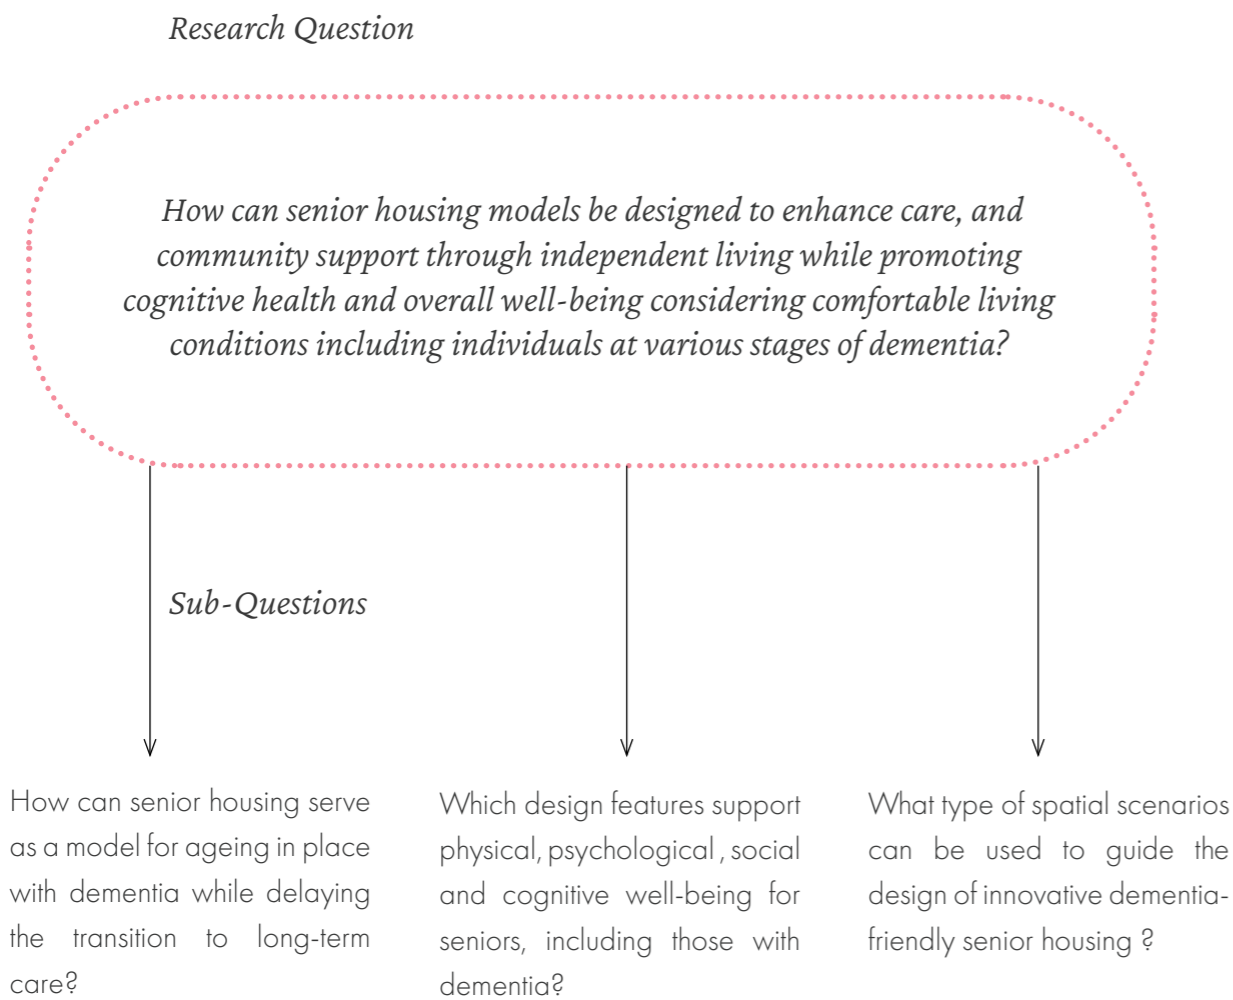 Research Question
How can senior housing models be designed to enhance care, and
community support through independent living while promoting
cognitive health and overall well-being considering comfortable living
conditions including individuals at various stages of dementia?
Sub-Questions
How can senior housing serve
as a model for ageing in place
with dementia while delaying
the transition to long-term
care?
Which design features support
physical, psychological , social
and cognitive well-being for
seniors, including those with
dementia?
What type of spatial scenarios
can be used to guide the
design of innovative dementia-
friendly senior housing ?